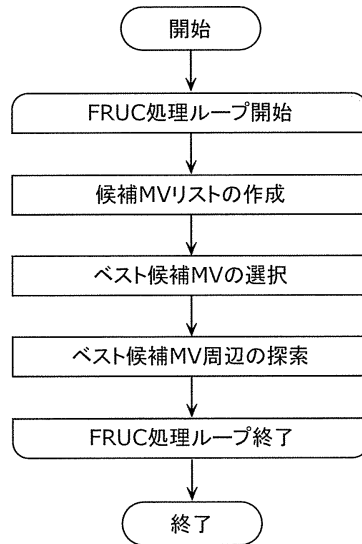 開始
FRUC処理ループ開始
候補MVリストの作成
ベスト候補MVの選択
ベスト候補MV周辺の探索
FRUC処理ループ終了
終了